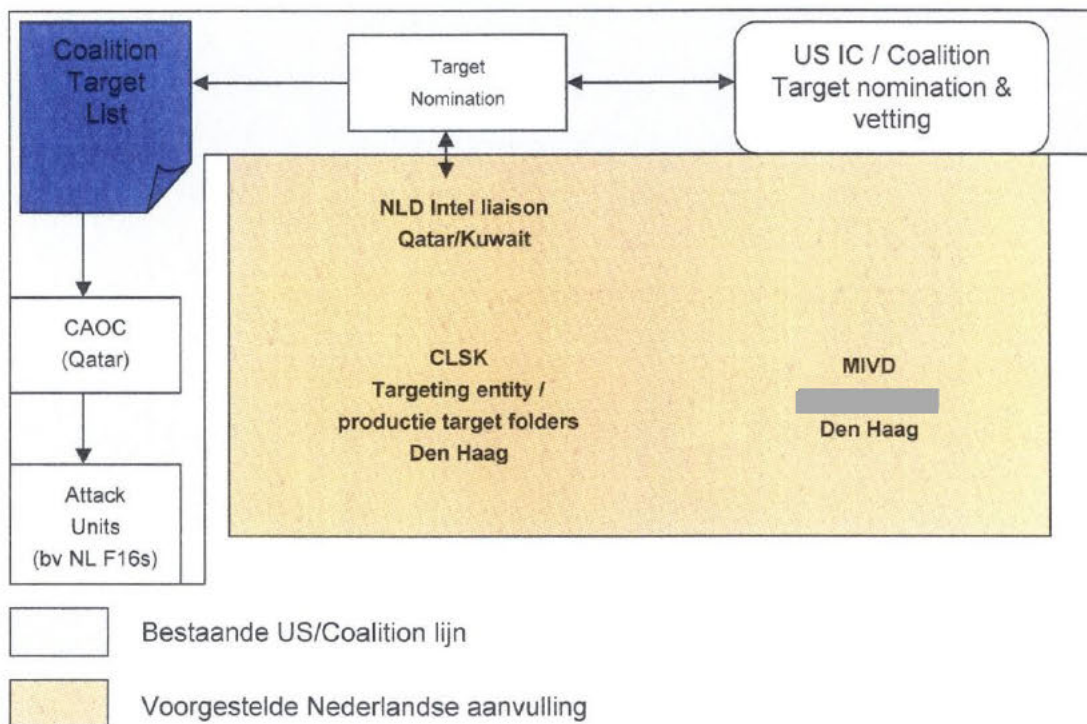 Coalition
Target
List
Target
Nomination
US IC / Coalition
Target nomination &
vetting
NLD Intel liaison
Qatar/Kuwait
CAOC
(Qatar)
CLSK
Targeting entity /
productie target folders
Den Haag
MIVD
Den Haag
Attack
Units
(bv NL F16s)
Bestaande US/Coalition lijn
Voorgestelde Nederlandse aanvulling